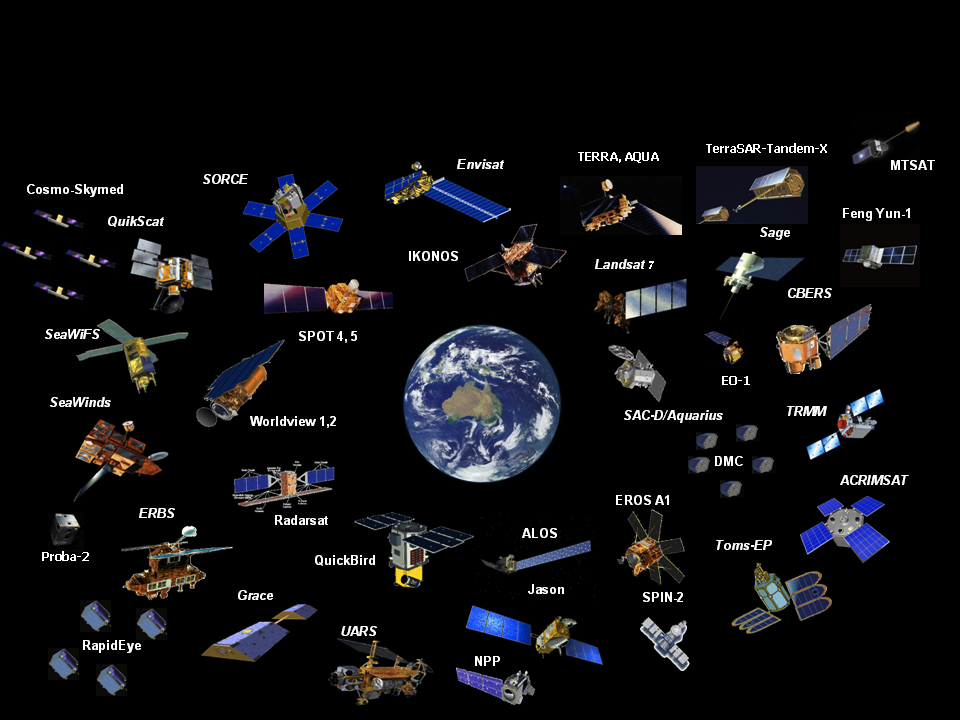 MTSAT
TerraSAR-Tandem-X
TERRA, AQUA
Envisat
SORCE
Cosmo-Skymed
QuikScat
Feng Yun-1
Sage
IKONOS
Landsat 7
CBERS
SeaWiFS
SPOT 4, 5
EO-1
SeaWinds
Worldview 1,2
SAC-D/Aquarius
TRMM
DMC
ACRIMSAT
EROS A1
ERBS
Radarsat
ALOS
Toms-EP
Proba-2
QuickBird
Jason
SPIN-2
Grace
UARS
RapidEye
NPP